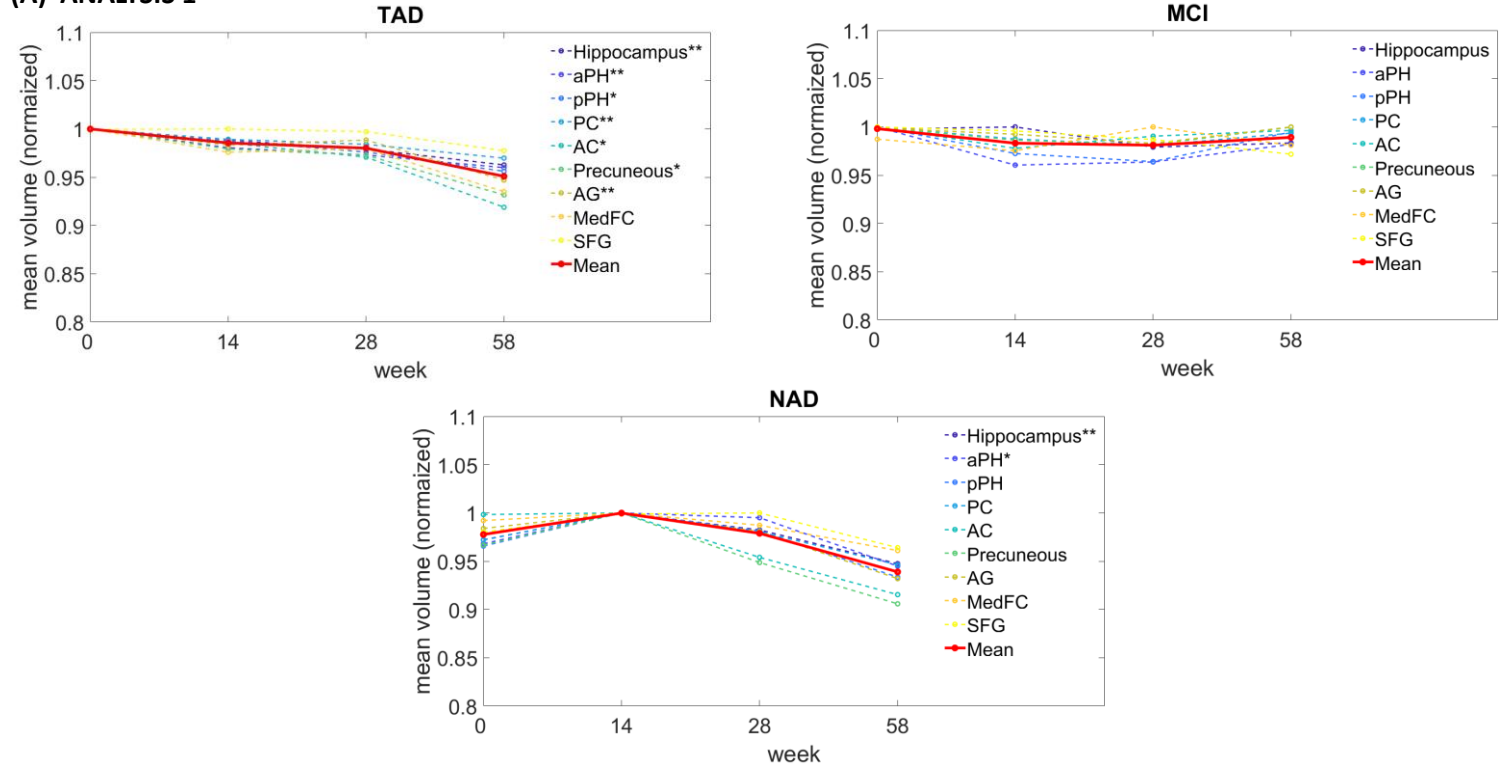 (A) ANALYSIS 1
TAD
mean volume (normaized)
1.1
1.05
1
0.95
0.9
0.85
0.8
0
14
28
58
week
Hippocampus**
aPH**
pPH*
PC**
AC*
Precuneous*
AG**
MedFC
SFG
Mean
MCI
mean volume (normaized)
1.1
1.05
1
0.95
0.9
0.85
0.8
0
14
28
58
week
Hippocampus
aPH
pPH
PC
AC
Precuneous
AG
MedFC
SFG
Mean
NAD
mean volume (normaized)
1.1
1.05
1
0.95
0.9
0.85
0.8
0
14
28
58
week
Hippocampus**
aPH*
pPH
PC
AC
Precuneous
AG
MedFC
SFG
Mean